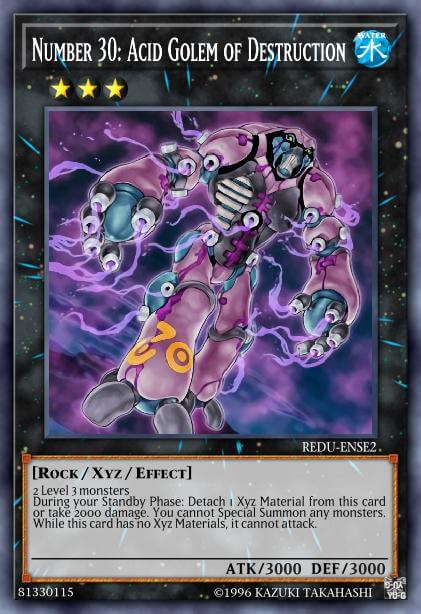 Number 30: Acid Golem of Destruction
WATER
水
30
REDU-ENSE2
[Rock / Xyz / Effect]
2 Level 3 monsters
During your Standby Phase: Detach 1 Xyz Material from this card
or take 2000 damage. You cannot Special Summon any monsters.
While this card has no Xyz Materials, it cannot attack.
ATK/3000 DEF/3000
81330115
©1996 KAZUKI TAKAHASHI